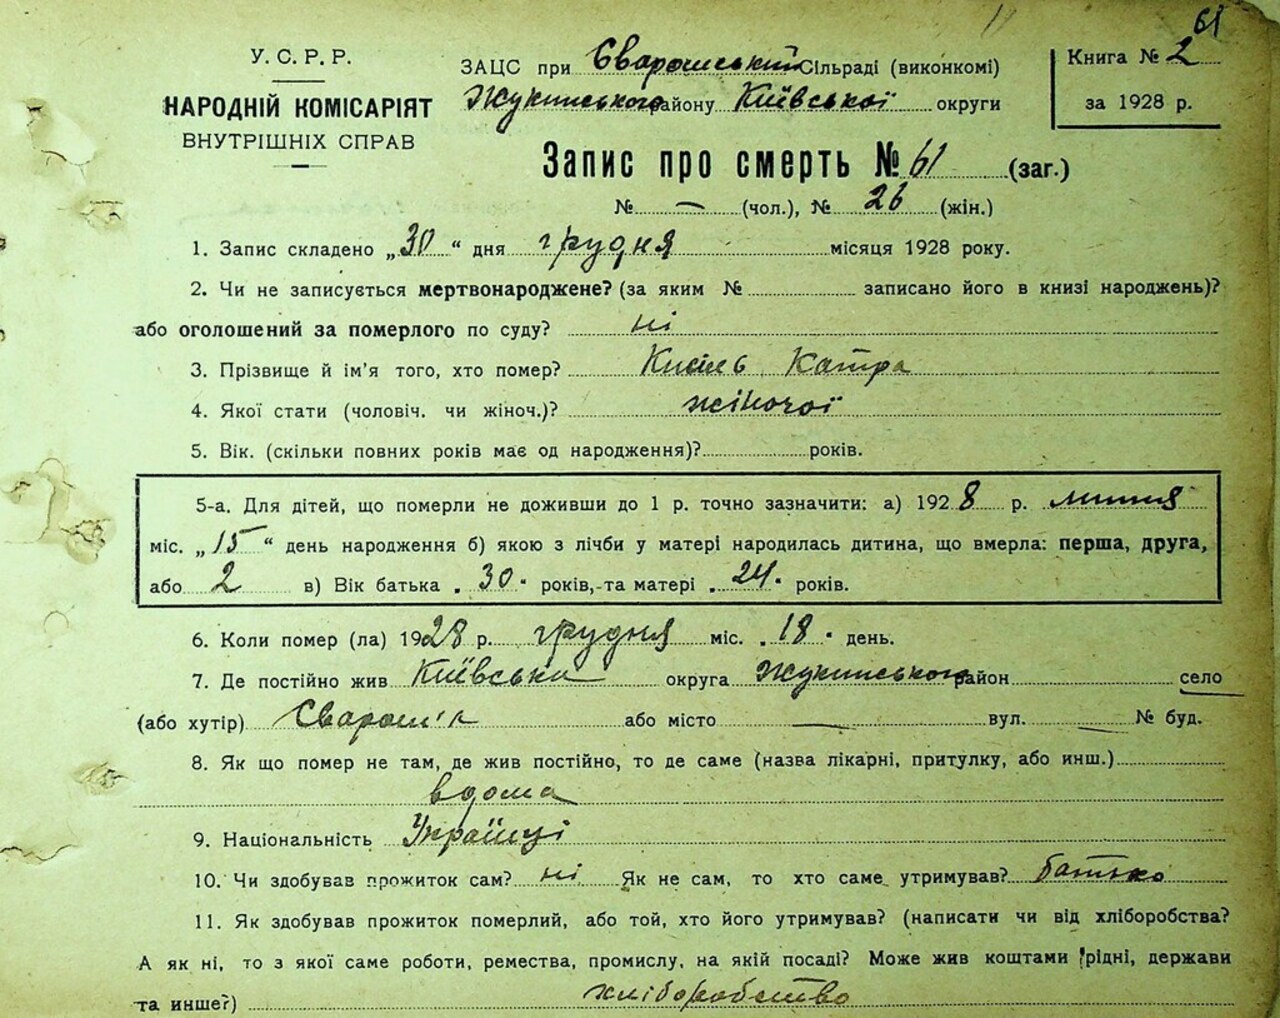 61
У. С. Р. Р.
НАРОДНІЙ КОМІСАРІЯТ
ВНУТРІШНІХ СПРАВ
ЗАЦС при Сваромський Сільраді (виконкомі)
Жукинського району Київської округи
Книга № 2
за 1928 р.
Запис про смерть № 61 (заг.)
№ — (чол.), № 26 (жін.)
1. Запис складено „30“ дня грудня місяця 1928 року.
2. Чи не записується мертвонароджене? (за яким № записано його в книзі народжень)?
або оголошений за померлого по суду? ні
3. Прізвище й ім'я того, хто помер? Кисіль Катра
4. Якої стати (чоловіч. чи жіноч.)? жіночої
5. Вік. (скільки повних років має од народження)? років.
5-а. Для дітей, що померли не доживши до 1 р. точно зазначити: а) 1928 р. липня
міс. „15“ день народження б) якою з лічби у матері народилась дитина, що вмерла: перша, друга,
або 2 в) Вік батька „30“ років, та матері „24“ років.
6. Коли помер (ла) 1928 р. грудня міс. „18“ день.
7. Де постійно жив Київська округа Жукинського район село
(або хутір) Сваром'я або місто — вул. — № буд.
8. Як що помер не там, де жив постійно, то де саме (назва лікарні, притулку, або инш.)
вдома
9. Національність Українці
10. Чи здобував прожиток сам? ні Як не сам, то хто саме утримував? батько
11. Як здобував прожиток померлий, або той, хто його утримував? (написати чи від хліборобства?
А як ні, то з якої саме роботи, ремества, промислу, на якій посаді? Може жив коштами рідні, держави
та инше?) хліборобство